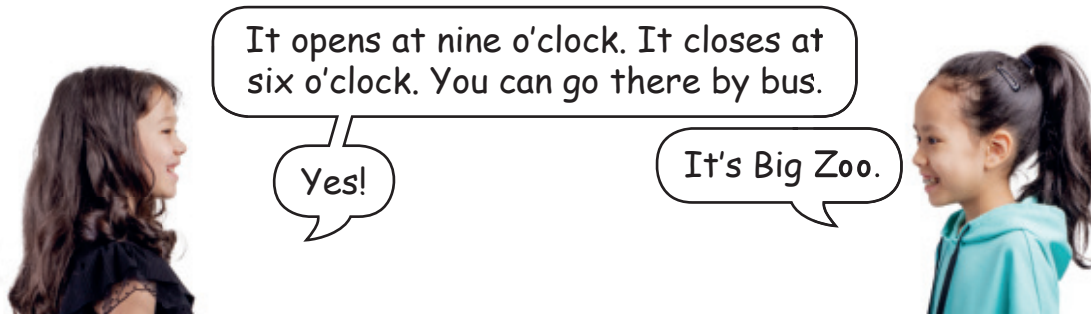 It opens at nine o'clock. It closes at
six o'clock. You can go there by bus.
It's Big Zoo.
Yes!